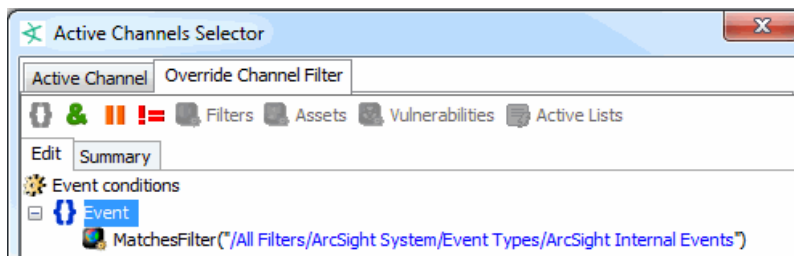 Active Channels Selector
Active Channel Override Channel Filter
& != Filters Assets Vulnerabilities Active Lists
Edit Summary
Event conditions
Event
MatchesFilter("/All Filters/ArcSight System/Event Types/ArcSight Internal Events")